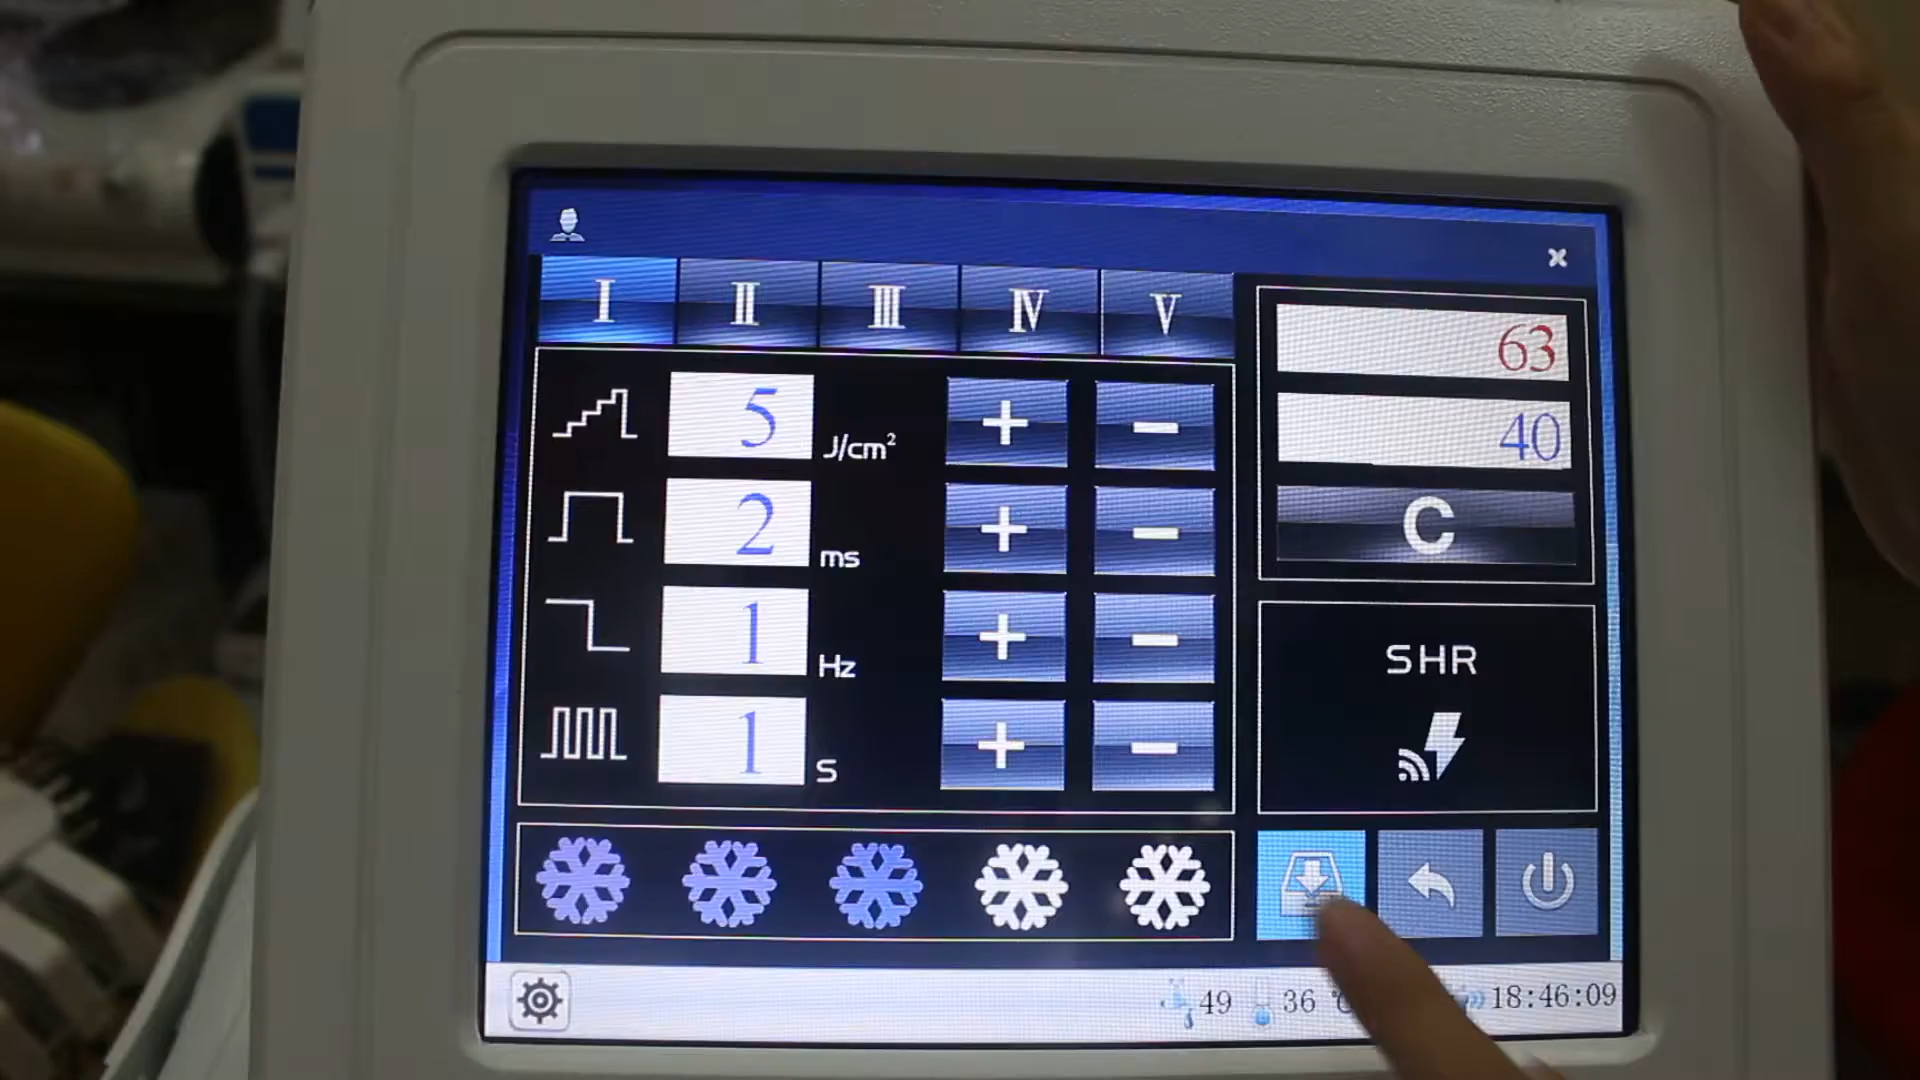 I II III IV V
63
5 J/cm²
40
C
2 ms
1 Hz
SHR
1 S
49 36 18:46:09